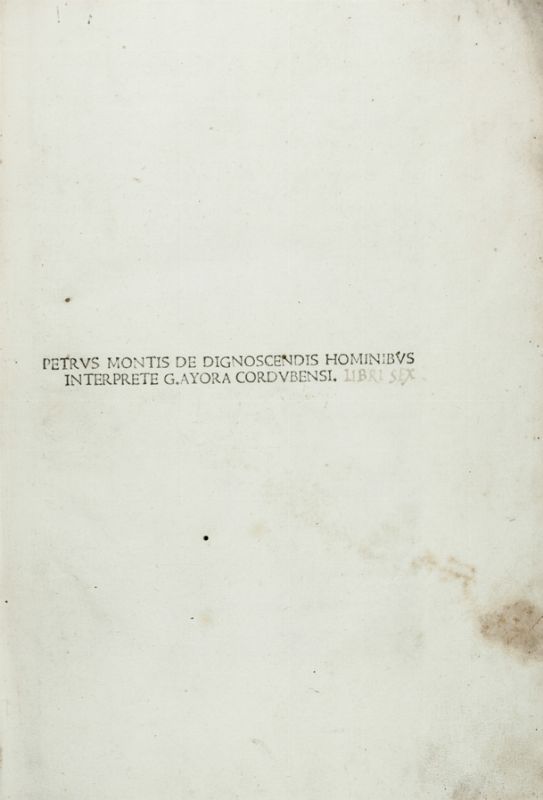 PETRVS MONTIS DE DIGNOSCENDIS HOMINIBVS
INTERPRETE G.AYORA CORDVBENSI. LIBRI SEX.